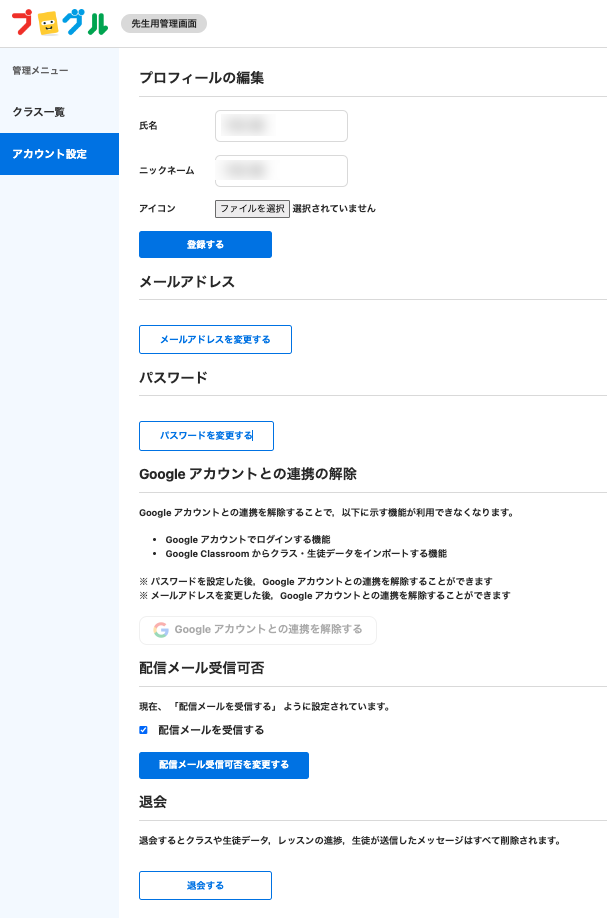 プログル 先生用管理画面
管理メニュー
クラス一覧
アカウント設定
プロフィールの編集
氏名
ニックネーム
アイコン ファイルを選択 選択されていません
登録する
メールアドレス
メールアドレスを変更する
パスワード
パスワードを変更する
Google アカウントとの連携の解除
Google アカウントとの連携を解除することで，以下に示す機能が利用できなくなります。
• Google アカウントでログインする機能
• Google Classroom からクラス・生徒データをインポートする機能
※ パスワードを設定した後，Google アカウントとの連携を解除することができます
※ メールアドレスを変更した後，Google アカウントとの連携を解除することができます
Google アカウントとの連携を解除する
配信メール受信可否
現在、「配信メールを受信する」ように設定されています。
配信メールを受信する
配信メール受信可否を変更する
退会
退会するとクラスや生徒データ，レッスンの進捗，生徒が送信したメッセージはすべて削除されます。
退会する